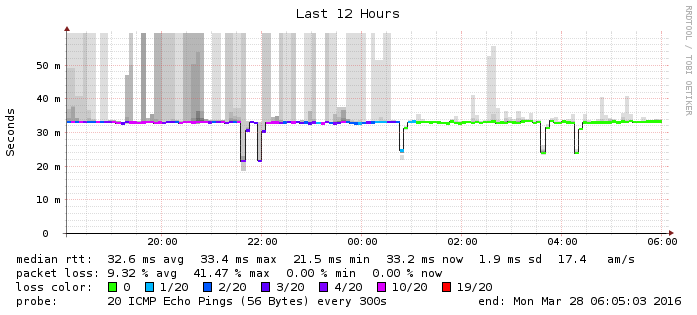 Last 12 Hours
RRDTOOL / TOBI OETIKER
Seconds
50 m
40 m
30 m
20 m
10 m
0
20:00 22:00 00:00 02:00 04:00 06:00
median rtt: 32.6 ms avg 33.4 ms max 21.5 ms min 33.2 ms now 1.9 ms sd 17.4 am/s
packet loss: 9.32 % avg 41.47 % max 0.00 % min 0.00 % now
loss color: 0 1/20 2/20 3/20 4/20 10/20 19/20
probe: 20 ICMP Echo Pings (56 Bytes) every 300s end: Mon Mar 28 06:05:03 2016